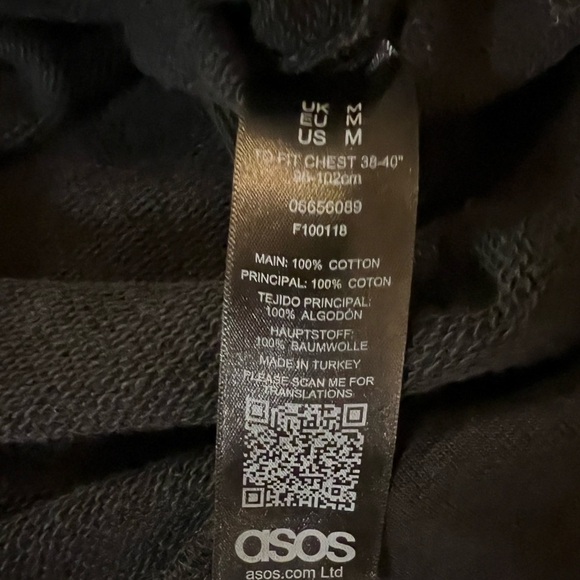 UK M
EU M
US M
TO FIT CHEST 38-40"
96-102cm
06656089
F100118
MAIN: 100% COTTON
PRINCIPAL: 100% COTON
TEJIDO PRINCIPAL:
100% ALGODÓN
HAUPTSTOFF:
100% BAUMWOLLE
MADE IN TURKEY
PLEASE SCAN ME FOR
TRANSLATIONS
asos
asos.com Ltd